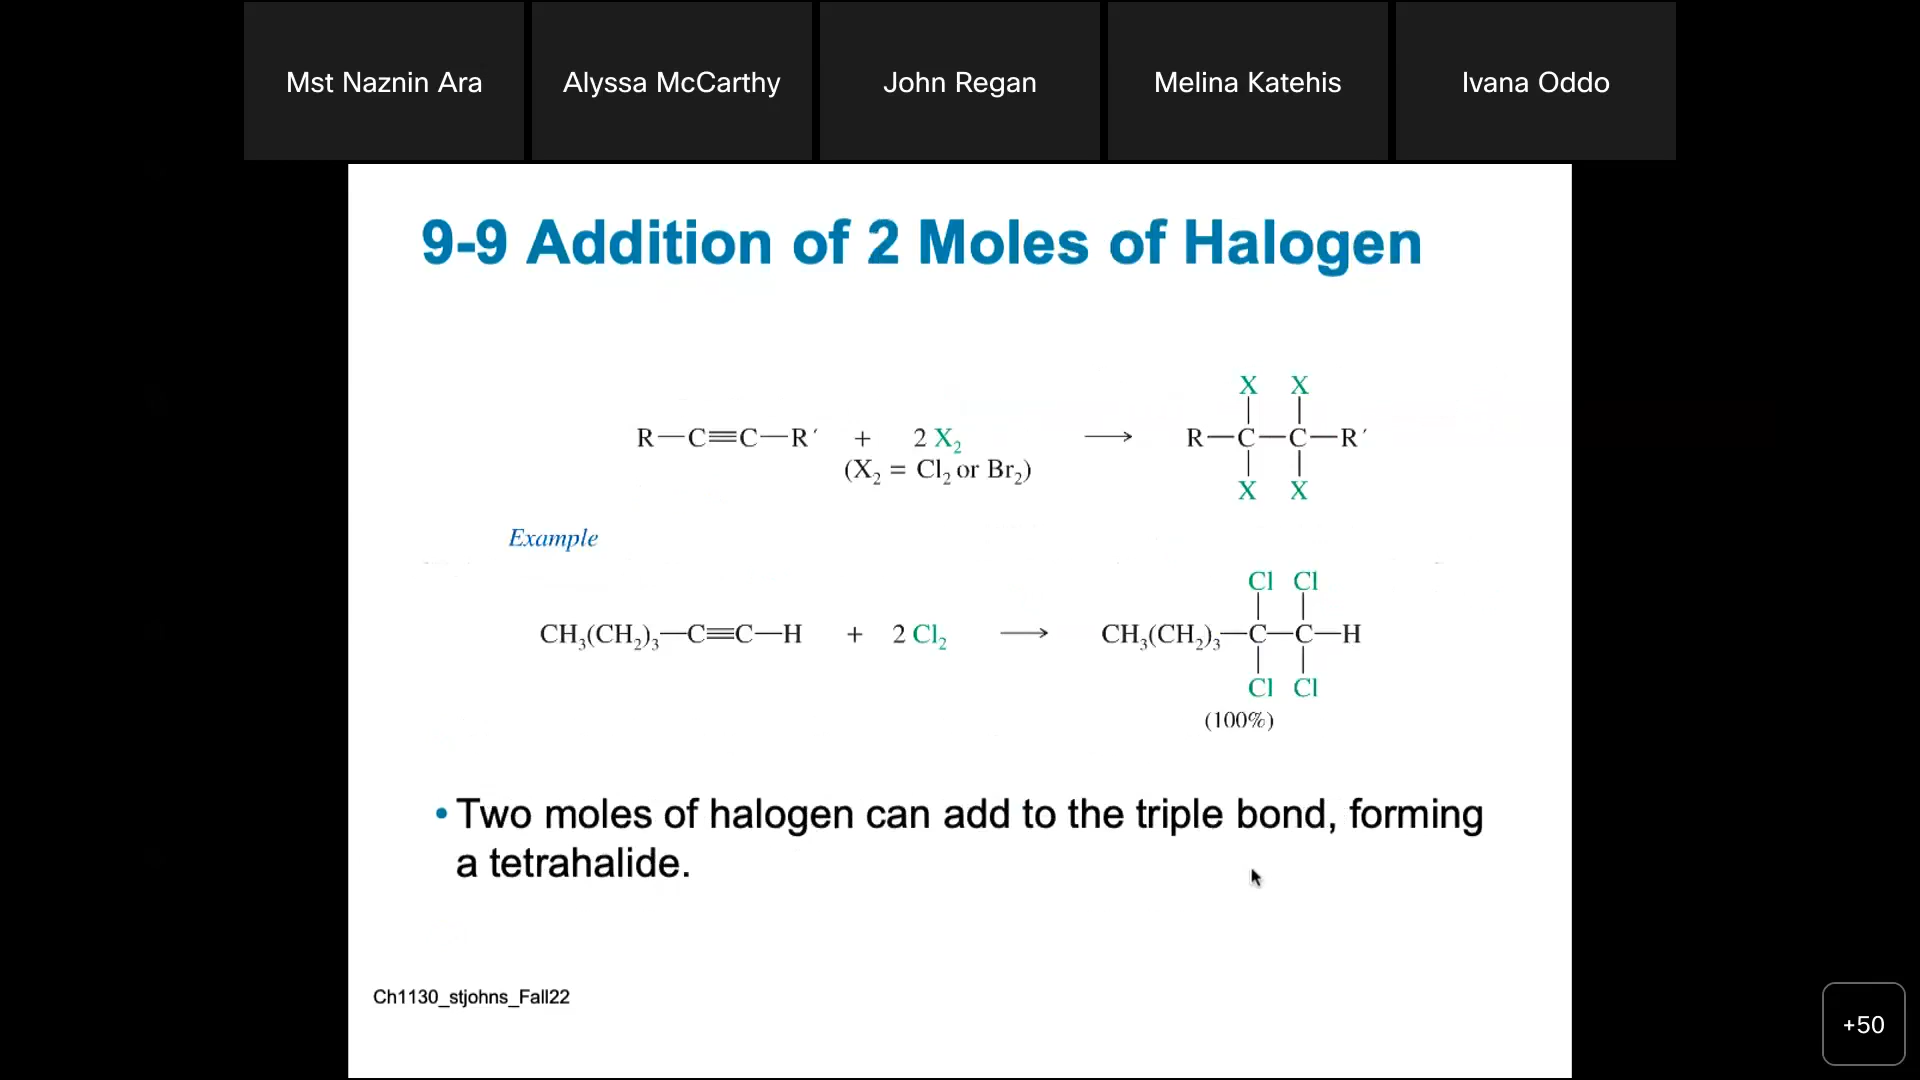 Mst Naznin Ara
Alyssa McCarthy
John Regan
Melina Katehis
Ivana Oddo
9-9 Addition of 2 Moles of Halogen
X X
R—C≡C—R′ + 2 X₂ ⟶ R—C—C—R′
(X₂ = Cl₂ or Br₂)
X X
Example
Cl Cl
CH₃(CH₂)₃—C≡C—H + 2 Cl₂ ⟶ CH₃(CH₂)₃—C—C—H
Cl Cl
(100%)
• Two moles of halogen can add to the triple bond, forming
a tetrahalide.
Ch1130_stjohns_Fall22
+50